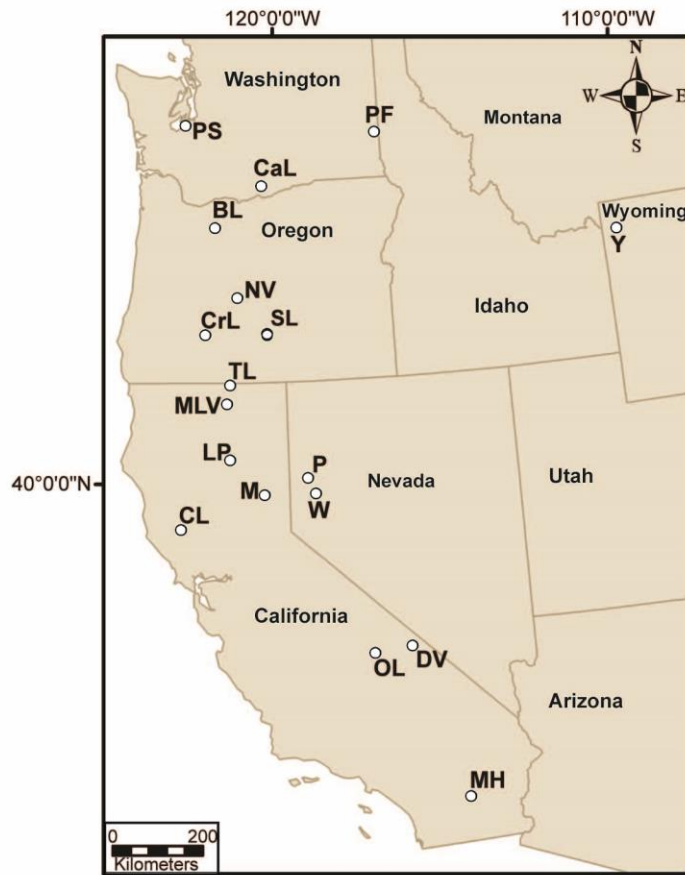 120°0'0"W 110°0'0"W
N
W E
S
Washington
Montana
PS
PF
CaL
BL
Oregon
Wyoming
Y
NV
Idaho
CrL SL
TL
MLV
LP
P
40°0'0"N
M
W
Nevada
Utah
CL
California
OL DV
Arizona
MH
0 200
Kilometers